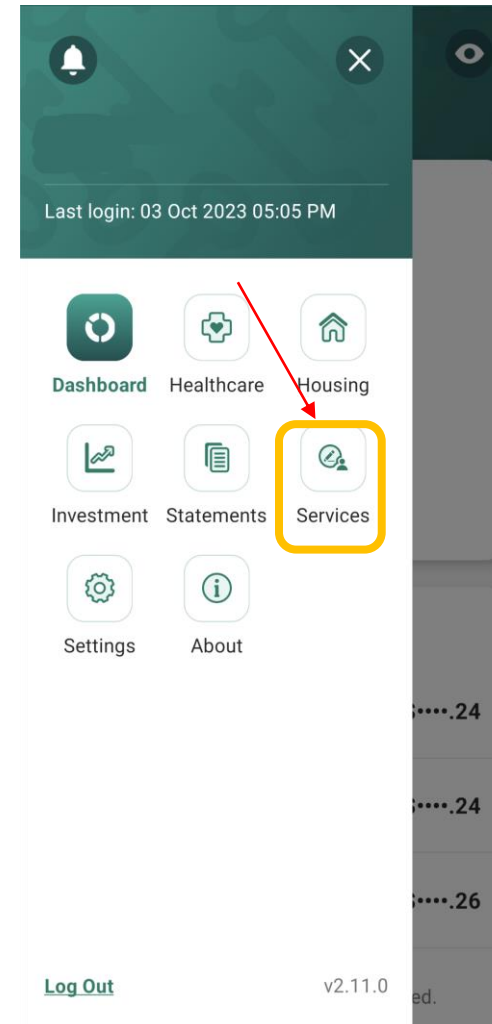 Last login: 03 Oct 2023 05:05 PM
Dashboard Healthcare Housing
Investment Statements Services
Settings About
••••.24
••••.24
••••.26
Log Out v2.11.0
ed.